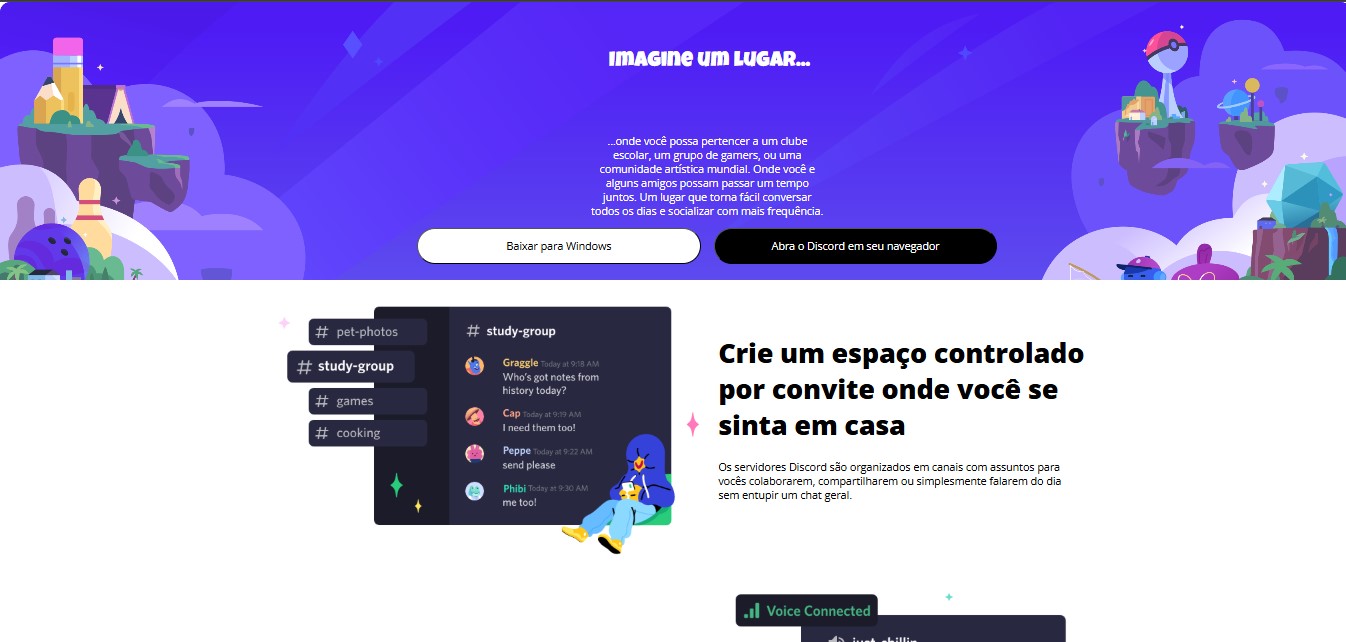 Imagine um lugar...
...onde você possa pertencer a um clube
escolar, um grupo de gamers, ou uma
comunidade artística mundial. Onde você e
alguns amigos possam passar um tempo
juntos. Um lugar que torna fácil conversar
todos os dias e socializar com mais frequência.
Baixar para Windows
Abra o Discord em seu navegador
# pet-photos
# study-group
# games
# cooking
# study-group
Graggle Today at 9:18 AM
Who's got notes from
history today?
Cap Today at 9:19 AM
I need them too!
Peppe Today at 9:22 AM
send please
Phibi Today at 9:30 AM
me too!
Crie um espaço controlado
por convite onde você se
sinta em casa
Os servidores Discord são organizados em canais com assuntos para
vocês colaborarem, compartilharem ou simplesmente falarem do dia
sem entupir um chat geral.
Voice Connected
just chillin